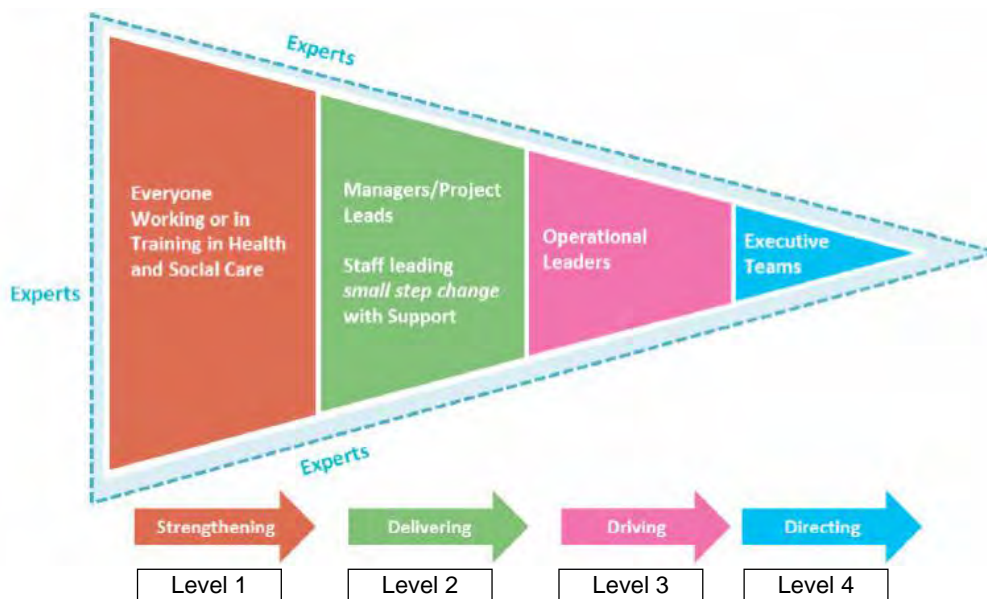 Experts
Everyone
Working or in
Training in Health
and Social Care
Managers/Project
Leads
Staff leading
small step change
with Support
Operational
Leaders
Executive
Teams
Experts
Experts
Strengthening
Delivering
Driving
Directing
Level 1
Level 2
Level 3
Level 4